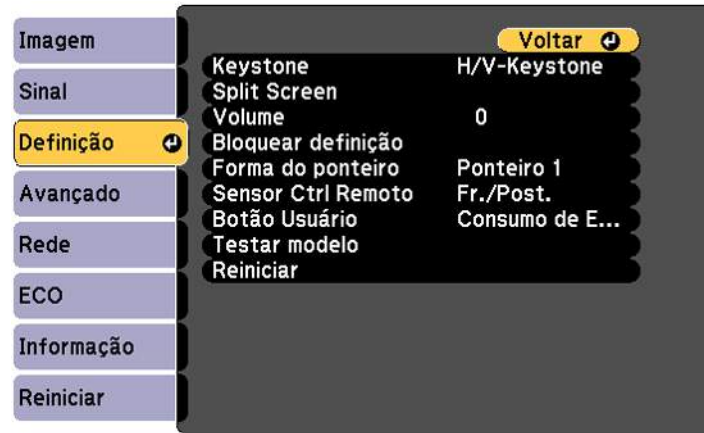 Imagem
Sinal
Definição
Avançado
Rede
ECO
Informação
Reiniciar
Voltar
Keystone H/V-Keystone
Split Screen
Volume 0
Bloquear definição
Forma do ponteiro Ponteiro 1
Sensor Ctrl Remoto Fr./Post.
Botão Usuário Consumo de E...
Testar modelo
Reiniciar